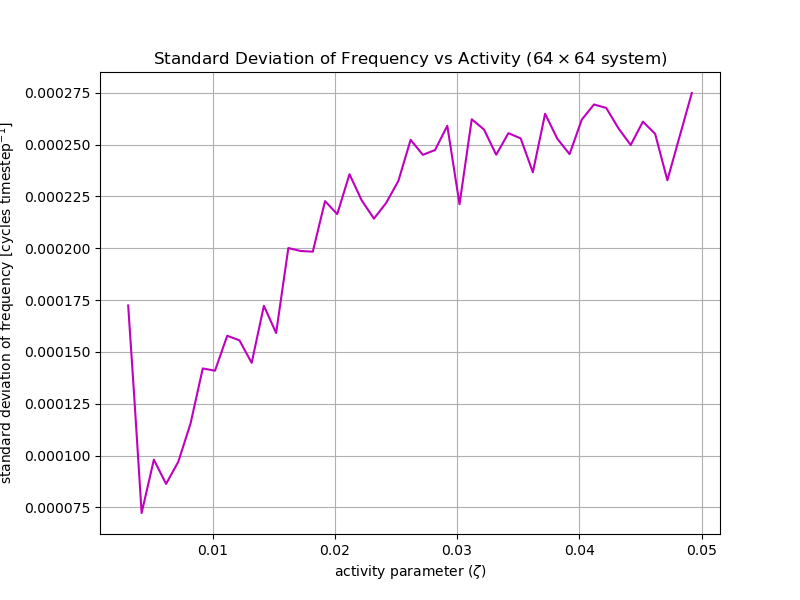 Standard Deviation of Frequency vs Activity (64 × 64 system)
standard deviation of frequency [cycles timestep⁻¹]
0.000275
0.000250
0.000225
0.000200
0.000175
0.000150
0.000125
0.000100
0.000075
0.01 0.02 0.03 0.04 0.05
activity parameter (ζ)